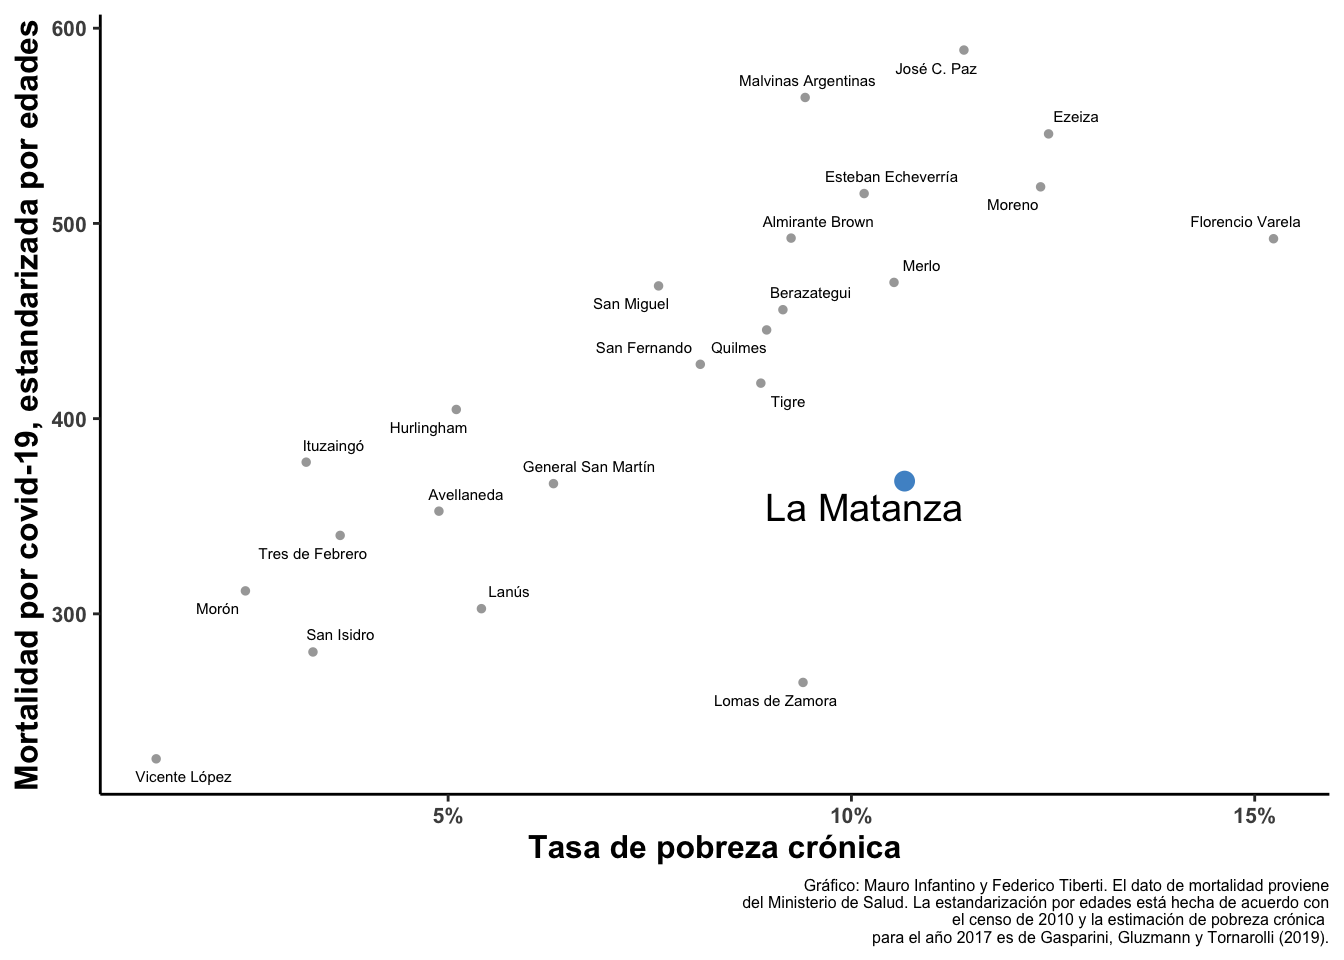 Mortalidad por covid-19, estandarizada por edades
600
500
400
300
José C. Paz
Malvinas Argentinas
Ezeiza
Esteban Echeverría
Moreno
Almirante Brown
Florencio Varela
Merlo
Berazategui
San Miguel
San Fernando
Quilmes
Tigre
Hurlingham
Ituzaingó
General San Martín
Avellaneda
La Matanza
Tres de Febrero
Lanús
Morón
San Isidro
Lomas de Zamora
Vicente López
5%
10%
15%
Tasa de pobreza crónica
Gráfico: Mauro Infantino y Federico Tiberti. El dato de mortalidad proviene
del Ministerio de Salud. La estandarización por edades está hecha de acuerdo con
el censo de 2010 y la estimación de pobreza crónica
para el año 2017 es de Gasparini, Gluzmann y Tornarolli (2019).